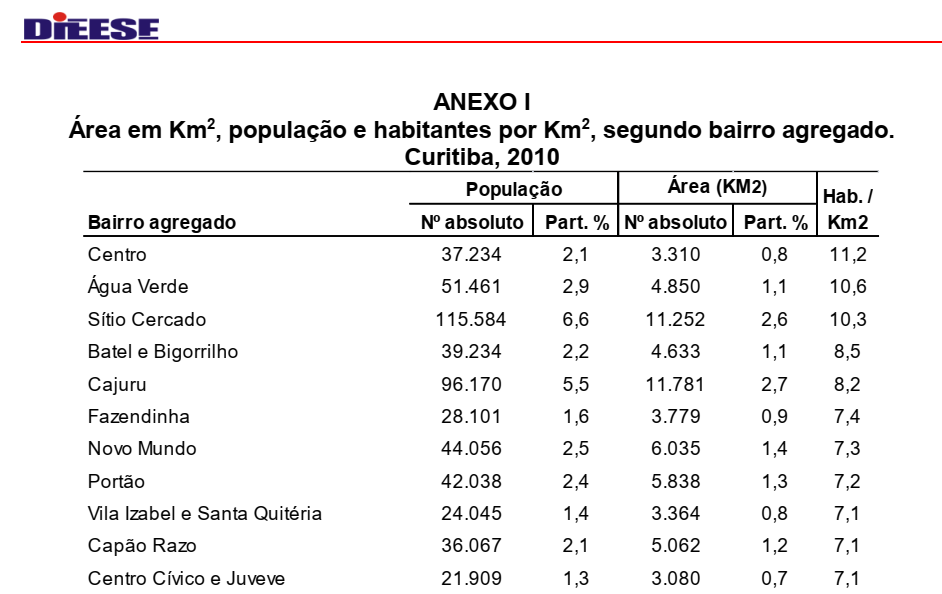 DIEESE
ANEXO I
Área em Km², população e habitantes por Km², segundo bairro agregado.
Curitiba, 2010
População Área (KM2) Hab. /
Bairro agregado Nº absoluto Part. % Nº absoluto Part. % Km2
Centro 37.234 2,1 3.310 0,8 11,2
Água Verde 51.461 2,9 4.850 1,1 10,6
Sítio Cercado 115.584 6,6 11.252 2,6 10,3
Batel e Bigorrilho 39.234 2,2 4.633 1,1 8,5
Cajuru 96.170 5,5 11.781 2,7 8,2
Fazendinha 28.101 1,6 3.779 0,9 7,4
Novo Mundo 44.056 2,5 6.035 1,4 7,3
Portão 42.038 2,4 5.838 1,3 7,2
Vila Izabel e Santa Quitéria 24.045 1,4 3.364 0,8 7,1
Capão Razo 36.067 2,1 5.062 1,2 7,1
Centro Cívico e Juveve 21.909 1,3 3.080 0,7 7,1